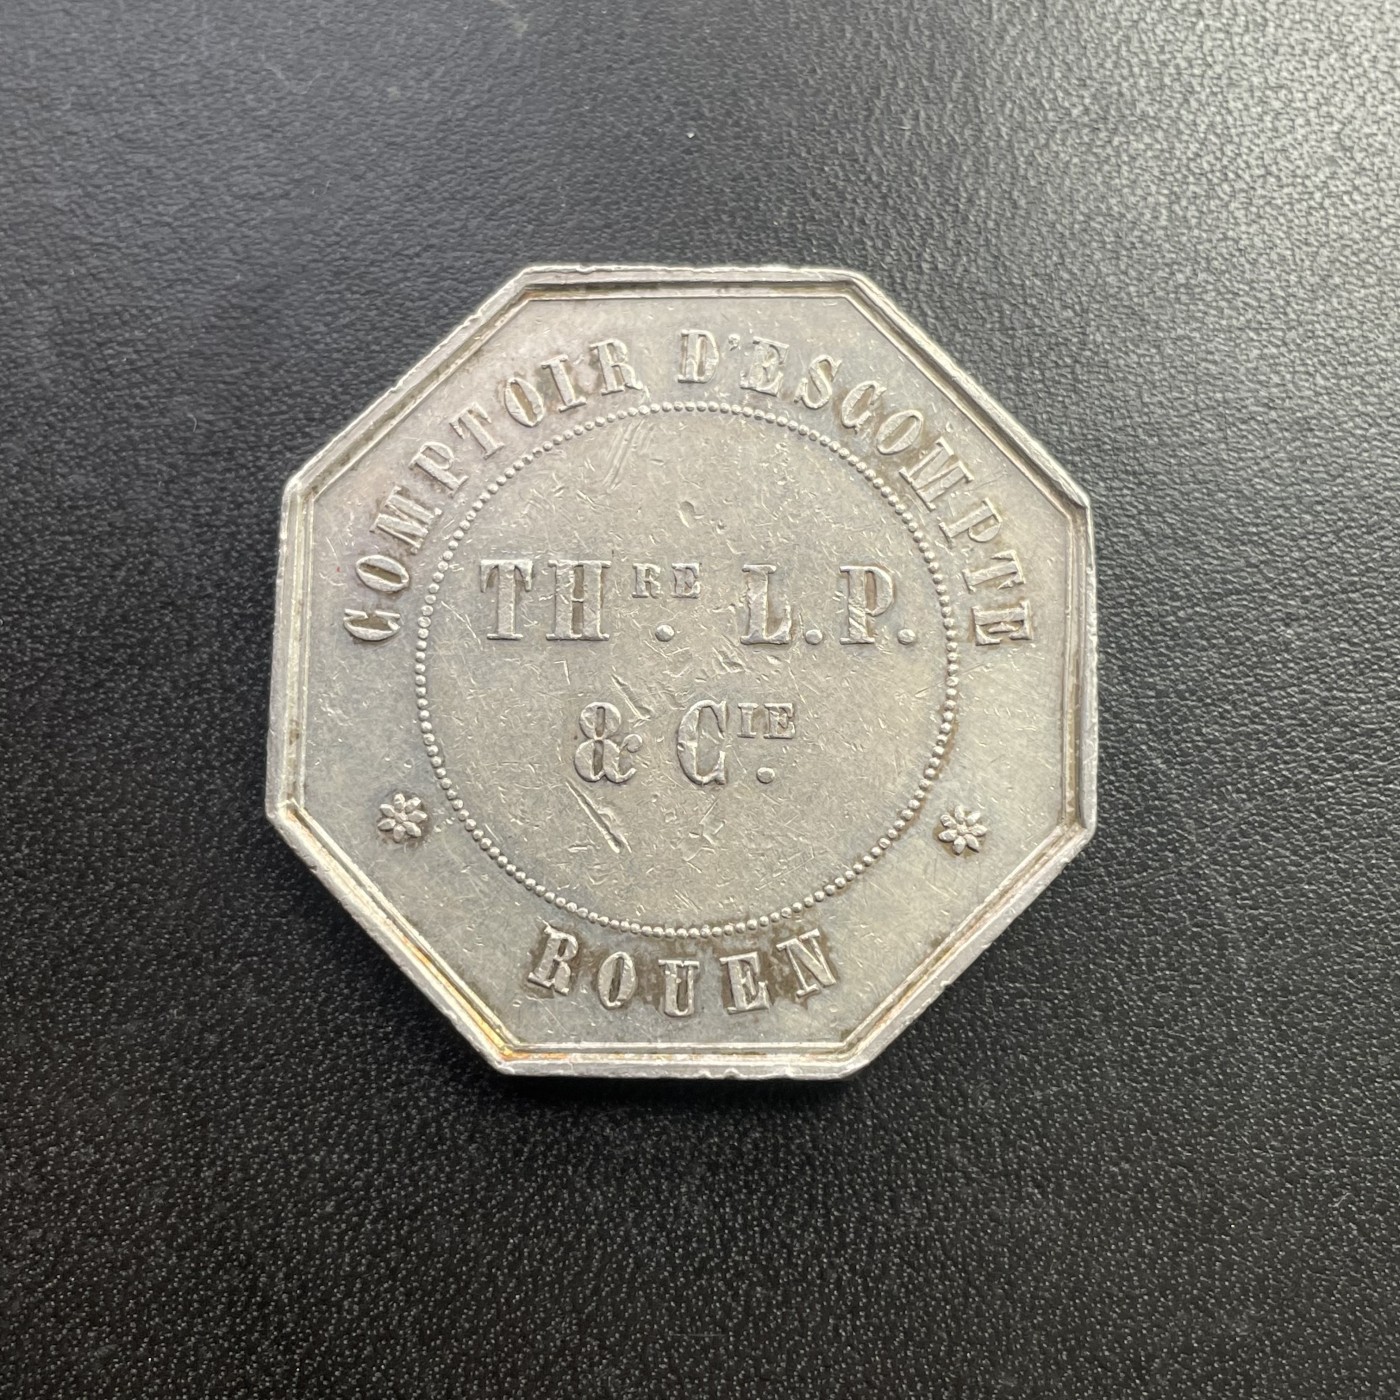 COMPTOIR D'ESCOMPTE
THRE. L.P.
& CIE.
ROUEN